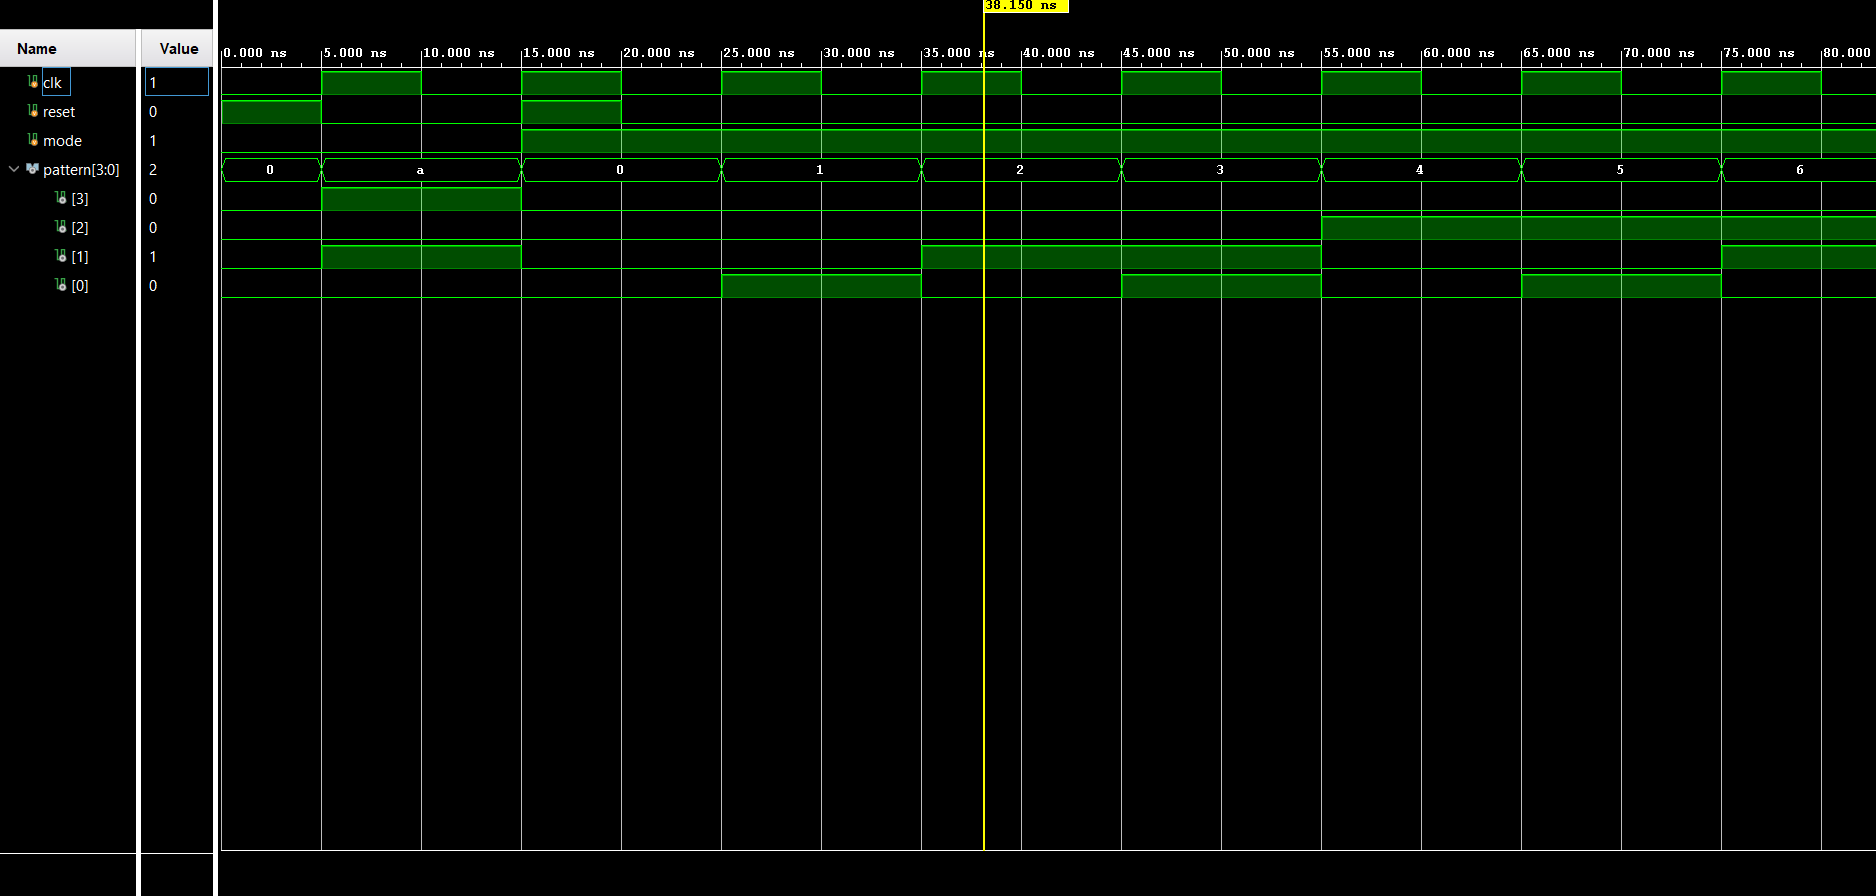 38.150 ns
Name Value
0.000 ns 5.000 ns 10.000 ns 15.000 ns 20.000 ns 25.000 ns 30.000 ns 35.000 ns 40.000 ns 45.000 ns 50.000 ns 55.000 ns 60.000 ns 65.000 ns 70.000 ns 75.000 ns 80.000
clk 1
reset 0
mode 1
pattern[3:0] 2 0 a 0 1 2 3 4 5 6
[3] 0
[2] 0
[1] 1
[0] 0